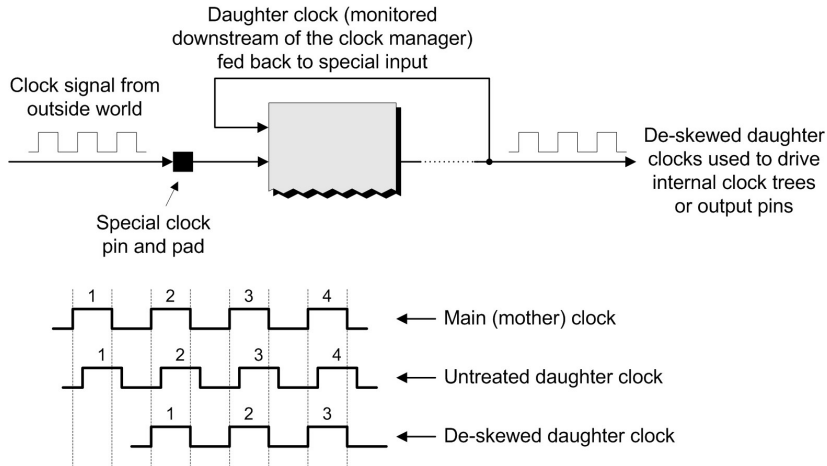 Daughter clock (monitored
downstream of the clock manager)
fed back to special input
Clock signal from
outside world
De-skewed daughter
clocks used to drive
internal clock trees
or output pins
Special clock
pin and pad
1 2 3 4
Main (mother) clock
1 2 3 4
Untreated daughter clock
1 2 3
De-skewed daughter clock